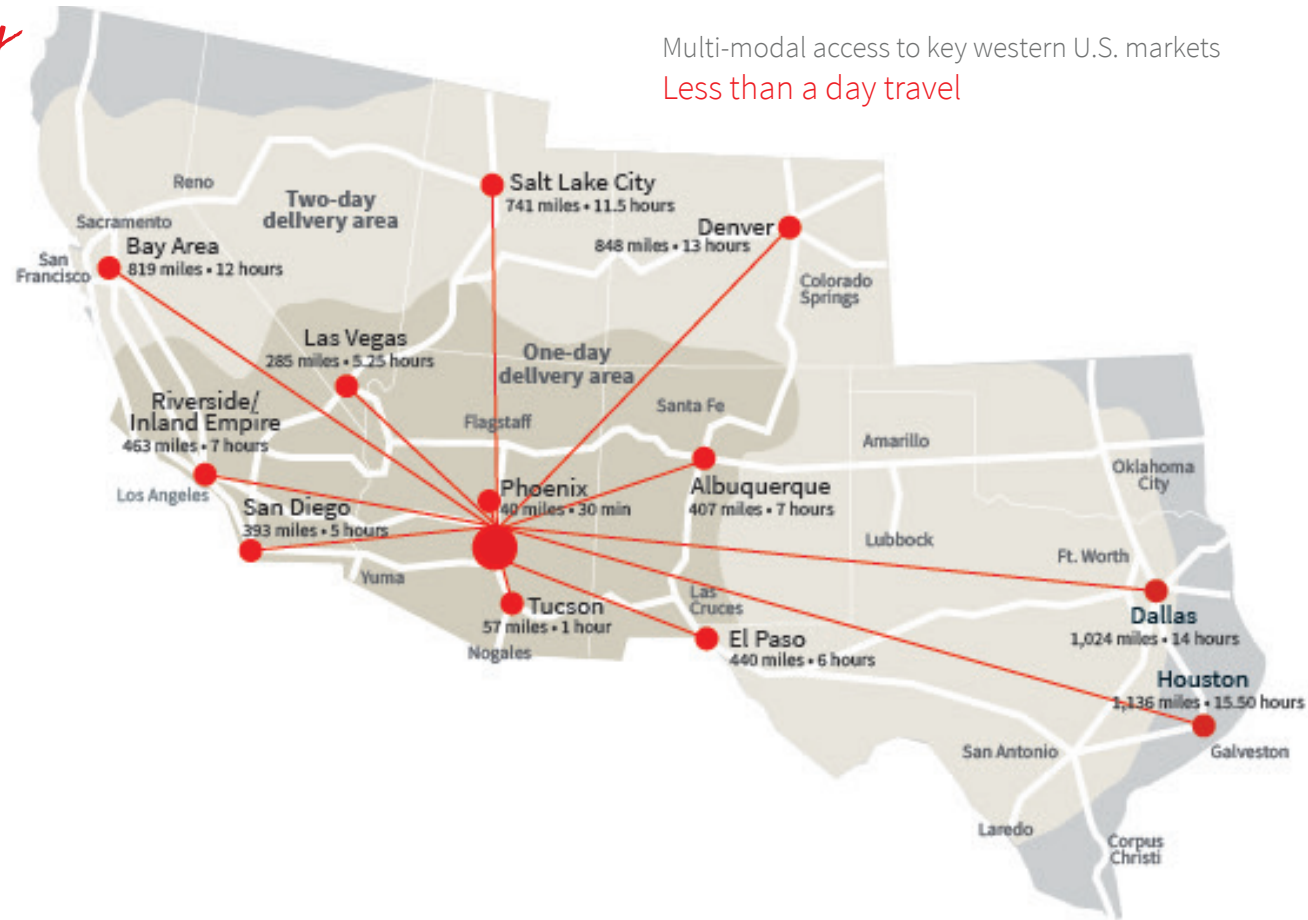 Multi-modal access to key western U.S. markets
Less than a day travel
Reno
Two-day
delivery area
Salt Lake City
741 miles • 11.5 hours
Sacramento
Denver
848 miles • 13 hours
San
Francisco
Bay Area
819 miles • 12 hours
Colorado
Springs
Las Vegas
285 miles • 5.25 hours
One-day
delivery area
Riverside/
Inland Empire
463 miles • 7 hours
Flagstaff
Santa Fe
Amarillo
Oklahoma
City
Los Angeles
San Diego
393 miles • 5 hours
Phoenix
40 miles • 30 min
Albuquerque
407 miles • 7 hours
Lubbock
Ft. Worth
Yuma
Las
Cruces
Tucson
57 miles • 1 hour
Dallas
1,024 miles • 14 hours
Nogales
El Paso
440 miles • 6 hours
Houston
1,136 miles • 15.50 hours
San Antonio
Galveston
Laredo
Corpus
Christi